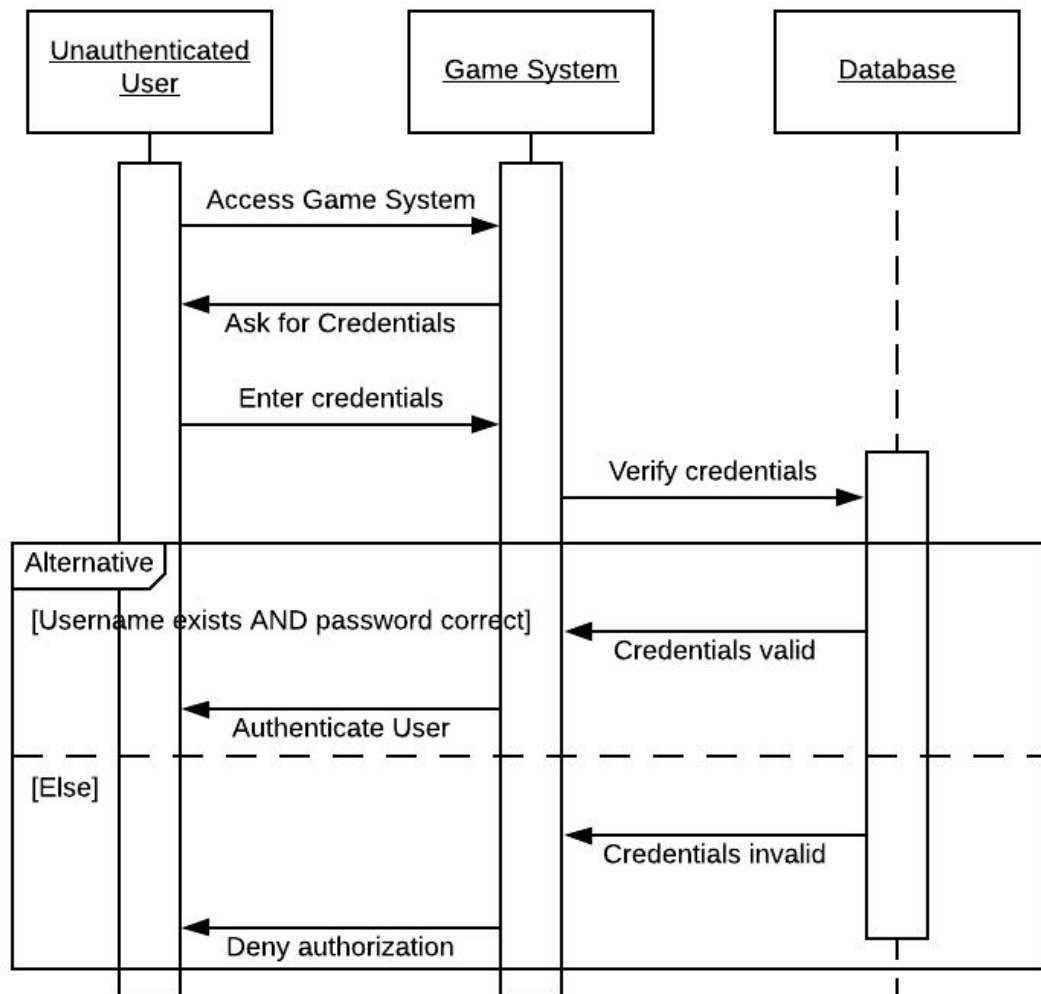 Unauthenticated
User
Game System
Database
Access Game System
Ask for Credentials
Enter credentials
Verify credentials
Alternative
[Username exists AND password correct]
Credentials valid
Authenticate User
[Else]
Credentials invalid
Deny authorization